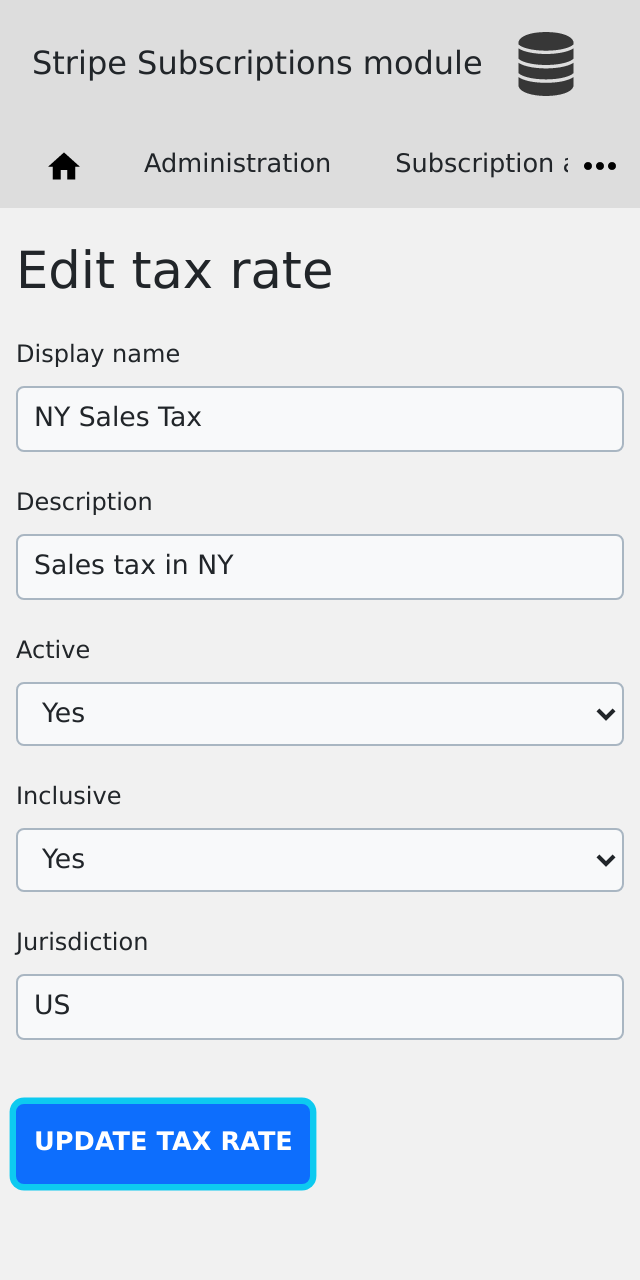 Stripe Subscriptions module
Administration
Subscription
Edit tax rate
Display name
NY Sales Tax
Description
Sales tax in NY
Active
Yes
Inclusive
Yes
Jurisdiction
US
UPDATE TAX RATE